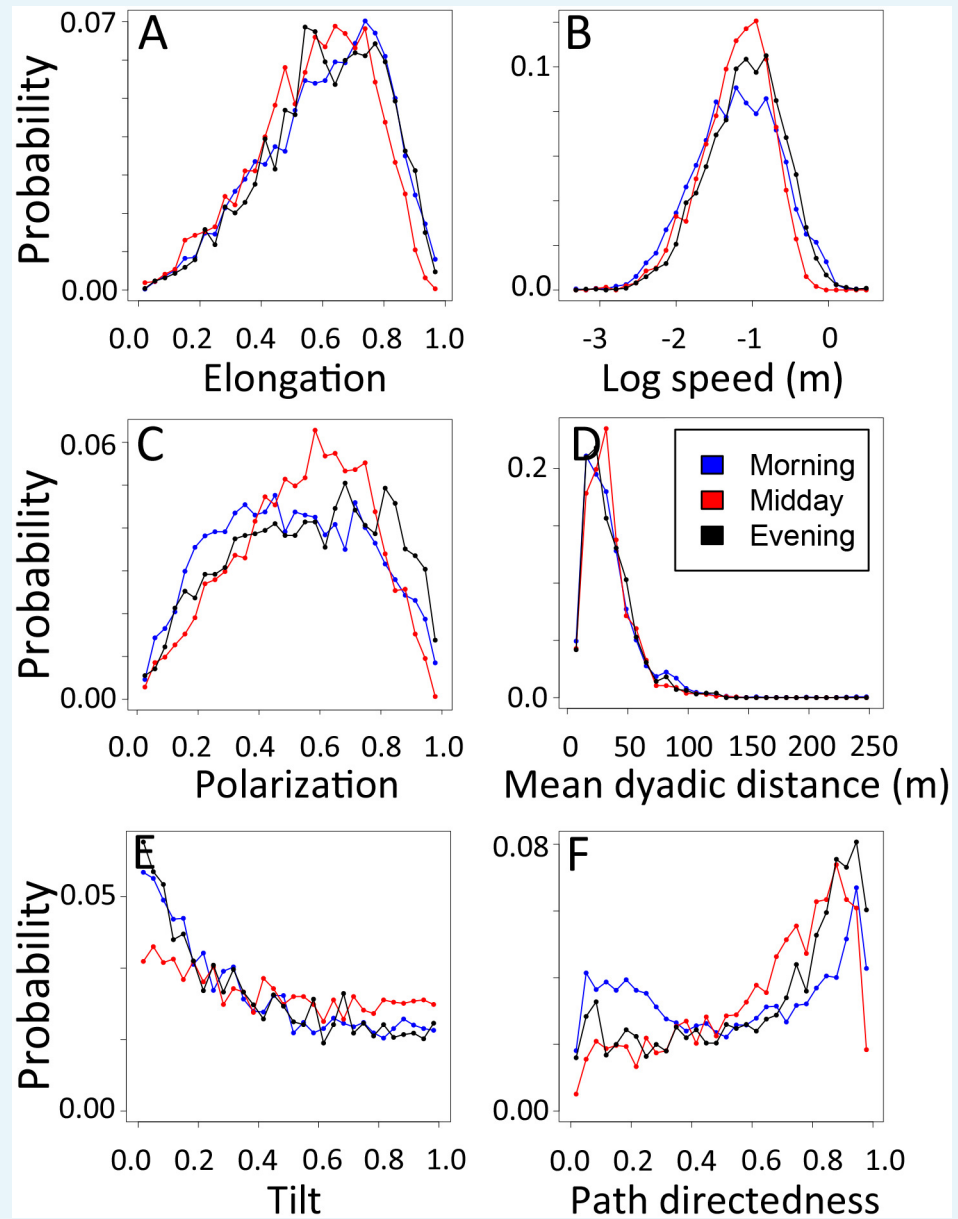 A
B
0.07
0.00
Probability
0.0 0.2 0.4 0.6 0.8 1.0
Elongation
0.1
0.0
-3 -2 -1 0
Log speed (m)
C
D
0.06
0.00
Probability
0.0 0.2 0.4 0.6 0.8 1.0
Polarization
0.2
0.0
Morning
Midday
Evening
0 50 100 150 200 250
Mean dyadic distance (m)
E
F
0.05
0.00
Probability
0.0 0.2 0.4 0.6 0.8 1.0
Tilt
0.08
0.00
0.0 0.2 0.4 0.6 0.8 1.0
Path directedness